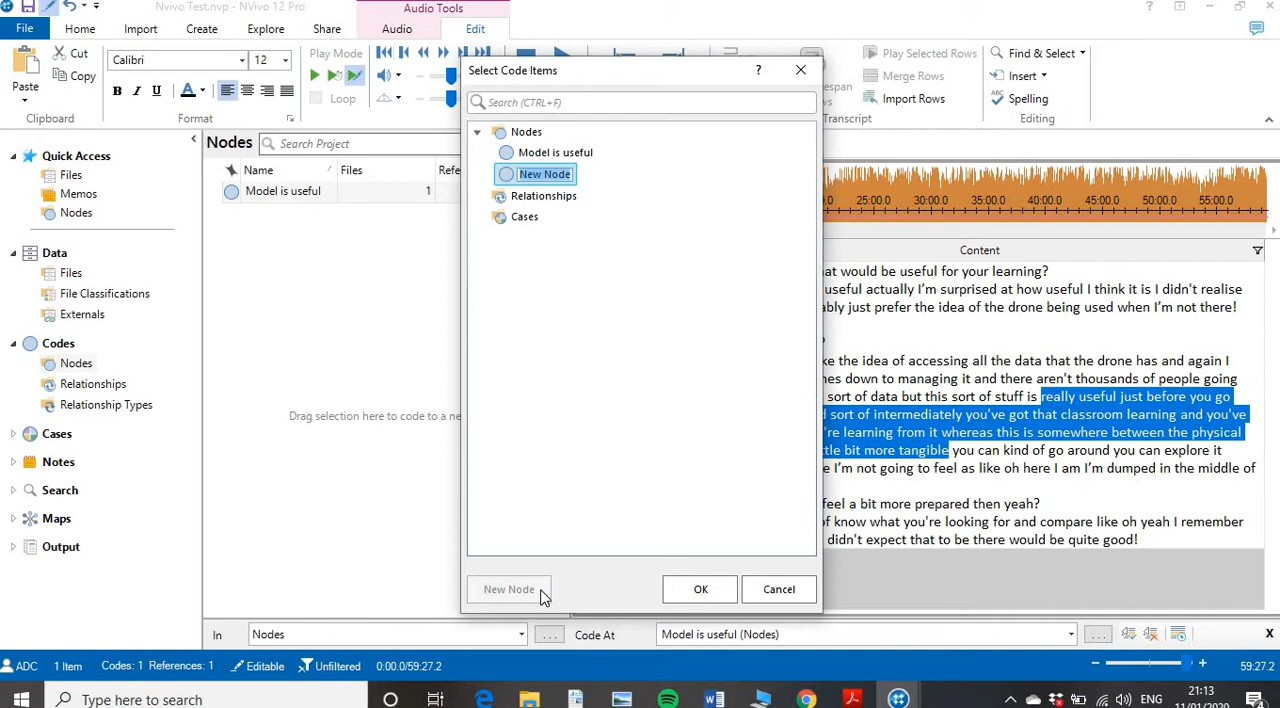 Nvivo Test.nvp - NVivo 12 Pro
Audio Tools
File
Home
Import
Create
Explore
Share
Audio
Edit
Paste
Cut
Copy
Clipboard
Calibri
12
B I U A
Format
Play Mode
Loop
Play Selected Rows
Merge Rows
Import Rows
Transcript
Find & Select
Insert
Spelling
Editing
Quick Access
Files
Memos
Nodes
Data
Files
File Classifications
Externals
Codes
Nodes
Relationships
Relationship Types
Cases
Notes
Search
Maps
Output
Nodes
Search Project
Name
Files
Refe
Model is useful
1
Drag selection here to code to a ne
Select Code Items
?
Search (CTRL+F)
Nodes
Model is useful
New Node
Relationships
Cases
New Node
OK
Cancel
25:00.0 30:00.0 35:00.0 40:00.0 45:00.0 50:00.0 55:00.0
Content
at would be useful for your learning?
useful actually I'm surprised at how useful I think it is I didn't realise
ably just prefer the idea of the drone being used when I'm not there!
?
ke the idea of accessing all the data that the drone has and again I
nes down to managing it and there aren't thousands of people going
sort of data but this sort of stuff is really useful just before you go
d sort of intermediately you've got that classroom learning and you've
're learning from it whereas this is somewhere between the physical
ttle bit more tangible you can kind of go around you can explore it
e I'm not going to feel as like oh here I am I'm dumped in the middle of
feel a bit more prepared then yeah?
of know what you're looking for and compare like oh yeah I remember
didn't expect that to be there would be quite good!
In
Nodes
...
Code At
Model is useful (Nodes)
...
X
ADC
1 Item
Codes: 1
References: 1
Editable
Unfiltered
0:00.0/59:27.2
59:27.2
Type here to search
ENG
21:13
11/01/2020